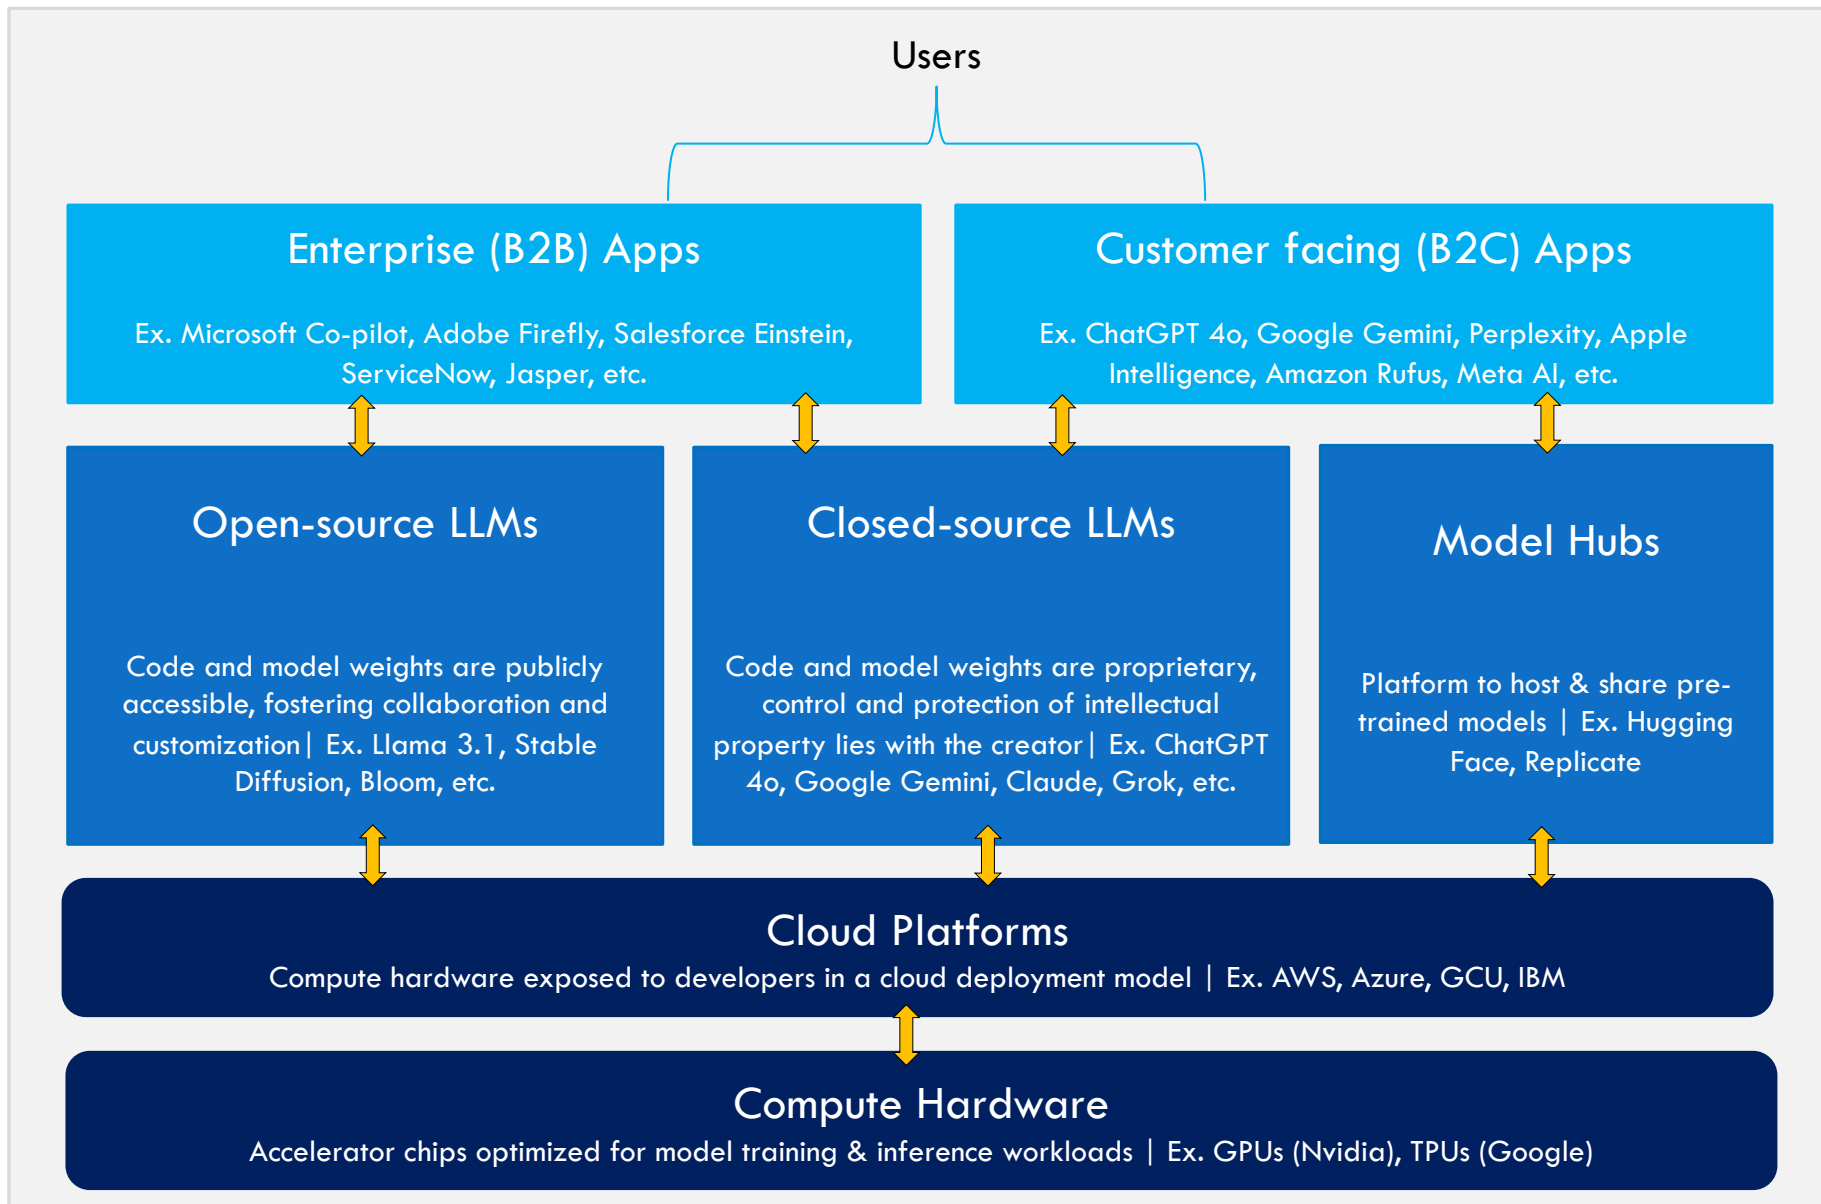 Users
Enterprise (B2B) Apps
Ex. Microsoft Co-pilot, Adobe Firefly, Salesforce Einstein,
ServiceNow, Jasper, etc.
Customer facing (B2C) Apps
Ex. ChatGPT 4o, Google Gemini, Perplexity, Apple
Intelligence, Amazon Rufus, Meta AI, etc.
Open-source LLMs
Code and model weights are publicly
accessible, fostering collaboration and
customization| Ex. Llama 3.1, Stable
Diffusion, Bloom, etc.
Closed-source LLMs
Code and model weights are proprietary,
control and protection of intellectual
property lies with the creator| Ex. ChatGPT
4o, Google Gemini, Claude, Grok, etc.
Model Hubs
Platform to host & share pre-
trained models | Ex. Hugging
Face, Replicate
Cloud Platforms
Compute hardware exposed to developers in a cloud deployment model | Ex. AWS, Azure, GCU, IBM
Compute Hardware
Accelerator chips optimized for model training & inference workloads | Ex. GPUs (Nvidia), TPUs (Google)